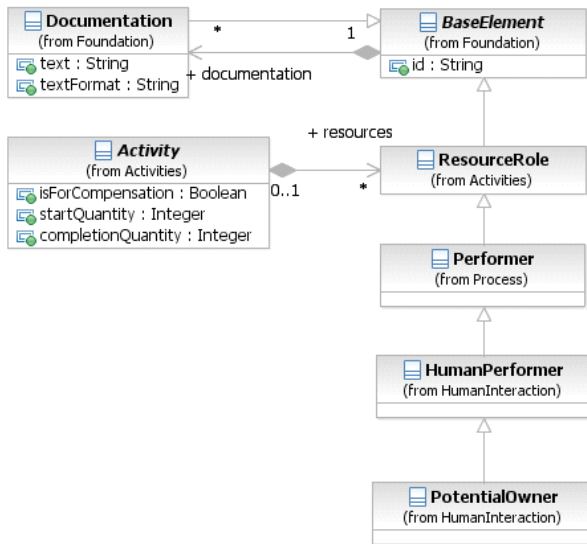 Documentation
(from Foundation)
text : String
textFormat : String
*
1
+ documentation
BaseElement
(from Foundation)
id : String
Activity
(from Activities)
isForCompensation : Boolean
startQuantity : Integer
completionQuantity : Integer
+ resources
0..1
*
ResourceRole
(from Activities)
Performer
(from Process)
HumanPerformer
(from HumanInteraction)
PotentialOwner
(from HumanInteraction)